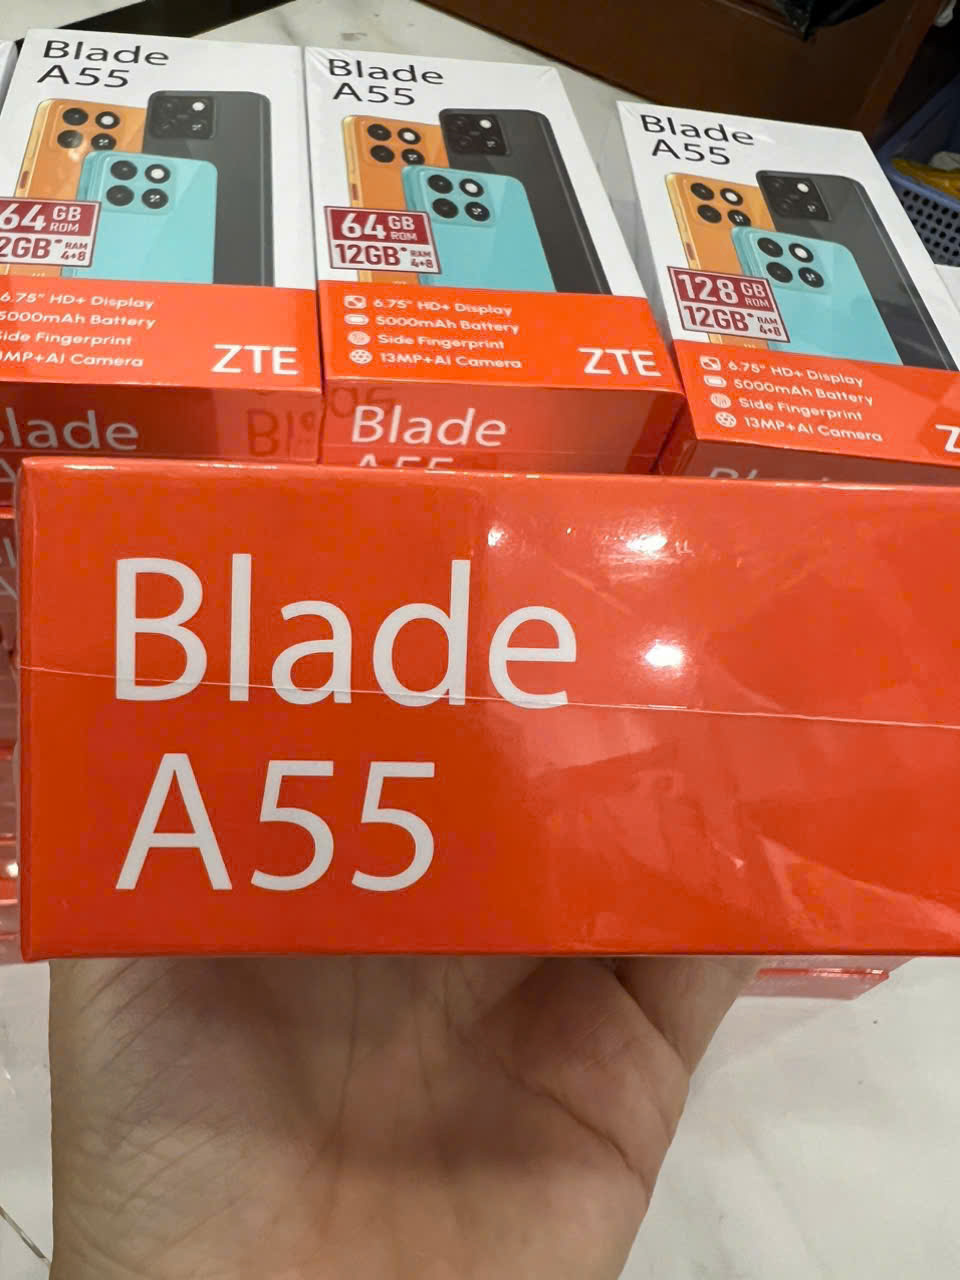 Blade
A55
64 GB
ROM
2GB* RAM
4+8
6.75" HD+ Display
5000mAh Battery
Side Fingerprint
13MP+AI Camera
ZTE
Blade
Blade
A55
64 GB
ROM
12GB* RAM
4+8
6.75" HD+ Display
5000mAh Battery
Side Fingerprint
13MP+AI Camera
ZTE
Blade
A55
Blade
A55
128 GB
ROM
12GB* RAM
4+8
6.75" HD+ Display
5000mAh Battery
Side Fingerprint
13MP+AI Camera
Blade
A55